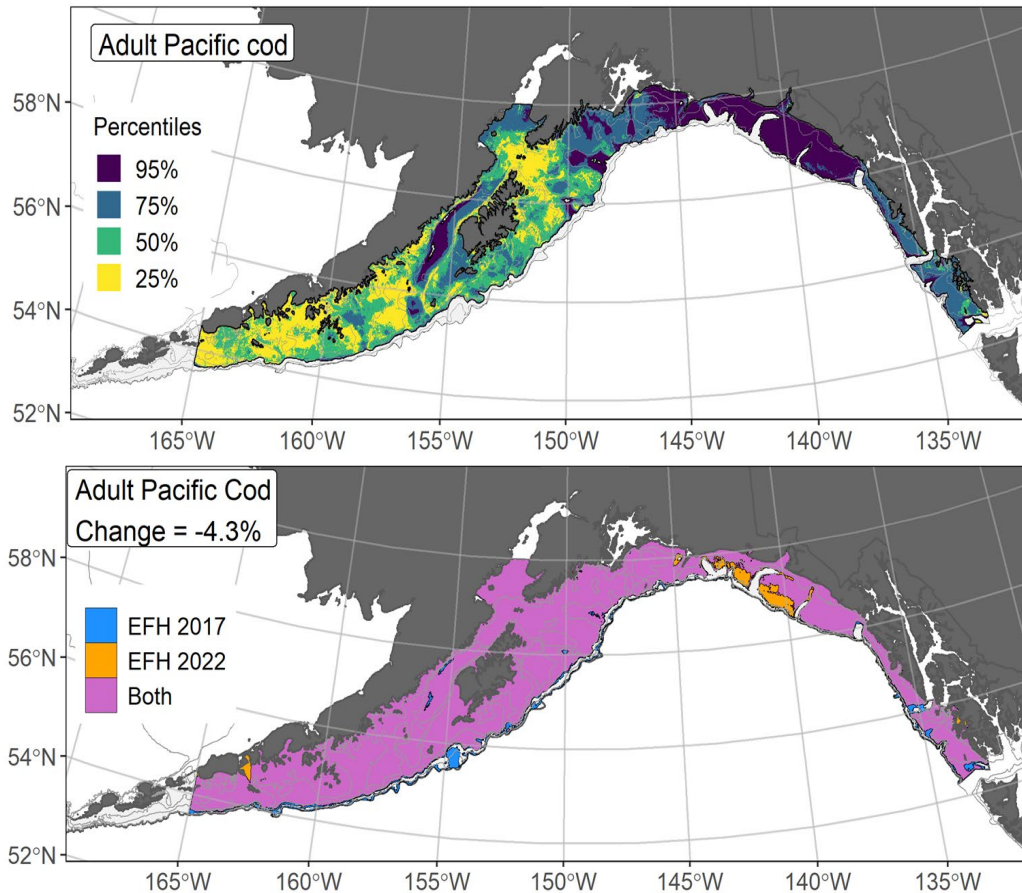 Adult Pacific cod
Percentiles
95%
75%
50%
25%
58°N
56°N
54°N
52°N
165°W 160°W 155°W 150°W 145°W 140°W 135°W
Adult Pacific Cod
Change = -4.3%
EFH 2017
EFH 2022
Both
58°N
56°N
54°N
52°N
165°W 160°W 155°W 150°W 145°W 140°W 135°W